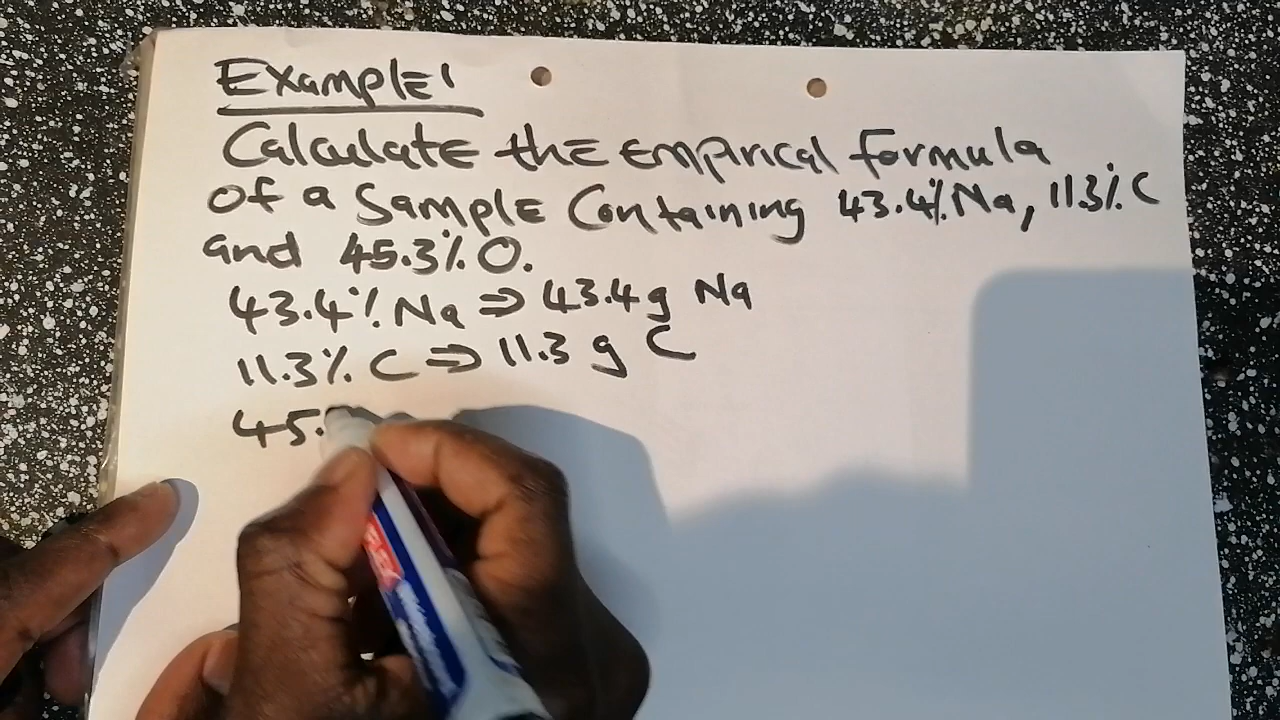 Example 1
Calculate the empirical formula
of a Sample Containing 43.4% Na, 11.3% C
and 45.3% O.
43.4% Na ⇒ 43.4 g Na
11.3% C ⇒ 11.3 g C
45.